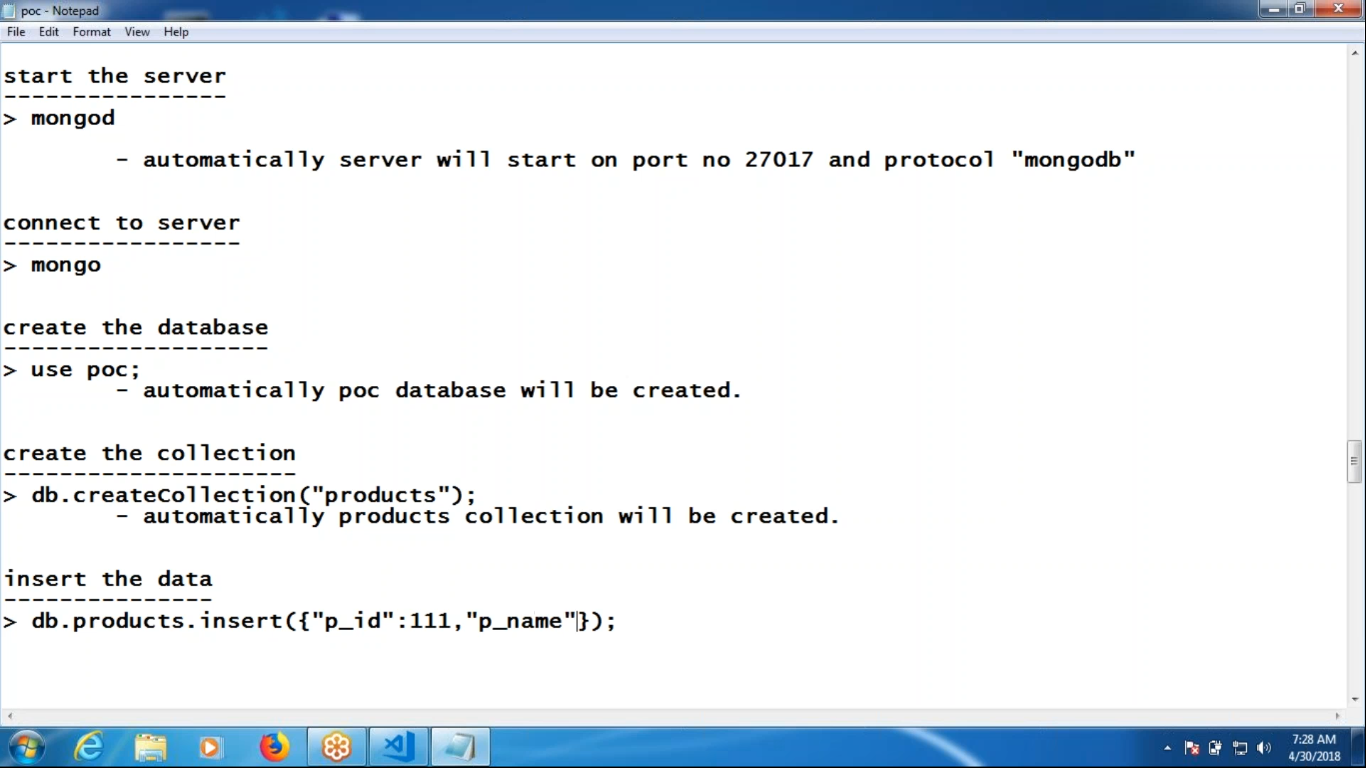 poc - Notepad
File Edit Format View Help
start the server
----------------
> mongod
- automatically server will start on port no 27017 and protocol "mongodb"
connect to server
-----------------
> mongo
create the database
-------------------
> use poc;
- automatically poc database will be created.
create the collection
---------------------
> db.createCollection("products");
- automatically products collection will be created.
insert the data
---------------
> db.products.insert({"p_id":111,"p_name"});
7:28 AM
4/30/2018